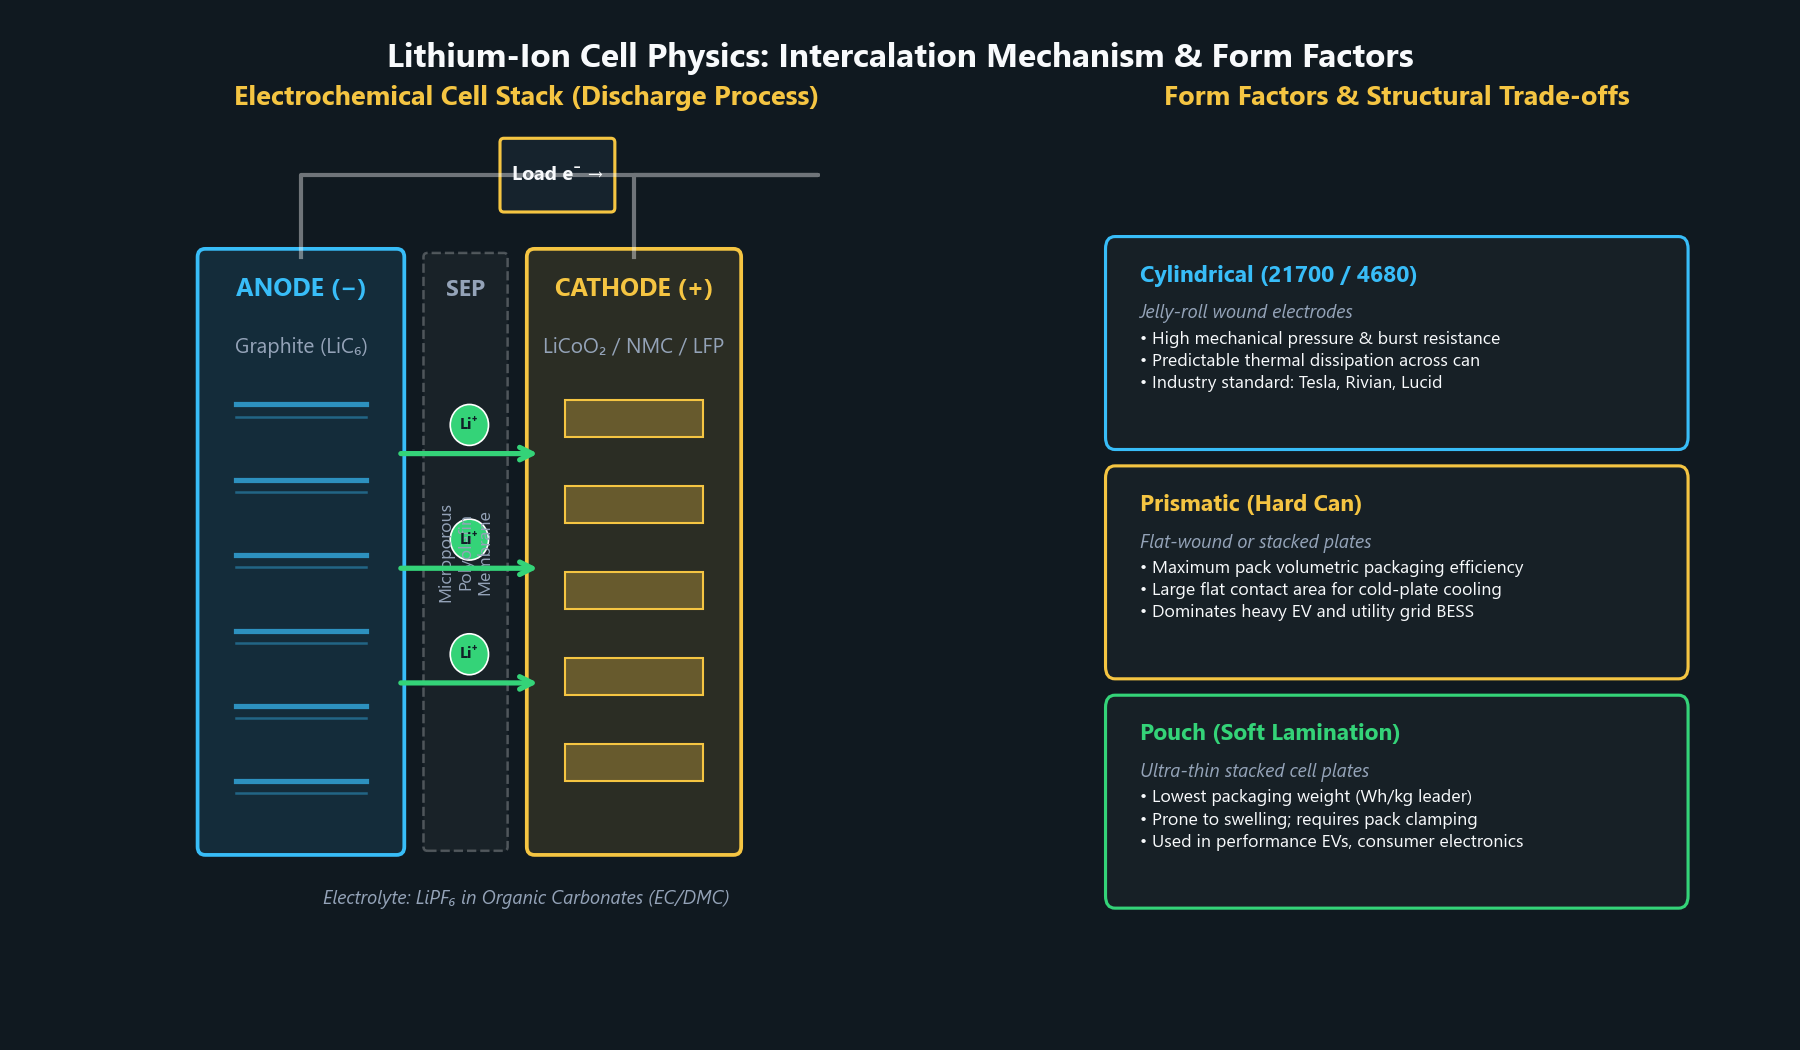 Lithium-Ion Cell Physics: Intercalation Mechanism & Form Factors
Electrochemical Cell Stack (Discharge Process)
Load e⁻ →
ANODE (−)
Graphite (LiC₆)
SEP
Li⁺
Li⁺
Li⁺
Microporous
CATHODE (+)
LiCoO₂ / NMC / LFP
Electrolyte: LiPF₆ in Organic Carbonates (EC/DMC)
Form Factors & Structural Trade-offs
Cylindrical (21700 / 4680)
Jelly-roll wound electrodes
• High mechanical pressure & burst resistance
• Predictable thermal dissipation across can
• Industry standard: Tesla, Rivian, Lucid
Prismatic (Hard Can)
Flat-wound or stacked plates
• Maximum pack volumetric packaging efficiency
• Large flat contact area for cold-plate cooling
• Dominates heavy EV and utility grid BESS
Pouch (Soft Lamination)
Ultra-thin stacked cell plates
• Lowest packaging weight (Wh/kg leader)
• Prone to swelling; requires pack clamping
• Used in performance EVs, consumer electronics